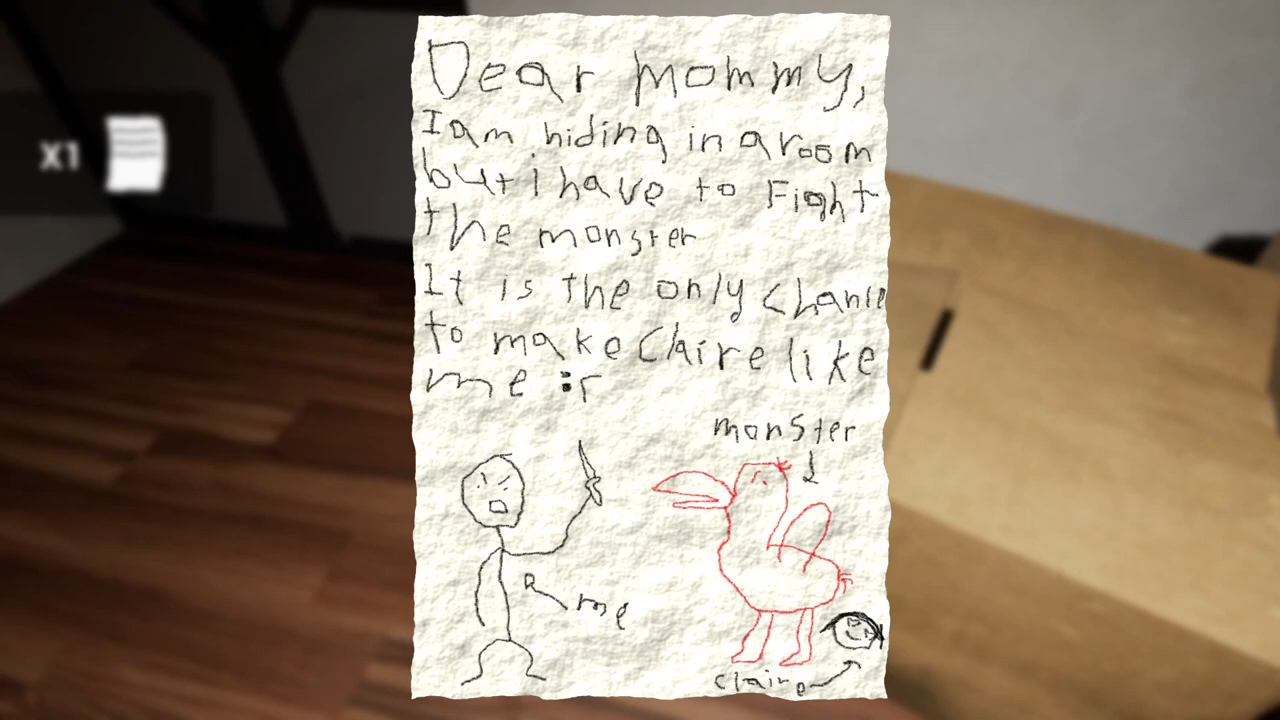 X1
Dear mommy,
I am hiding in a room
but i have to Fight
the monster
It is the only chance
to make Claire like
me :r
monster
me
claire